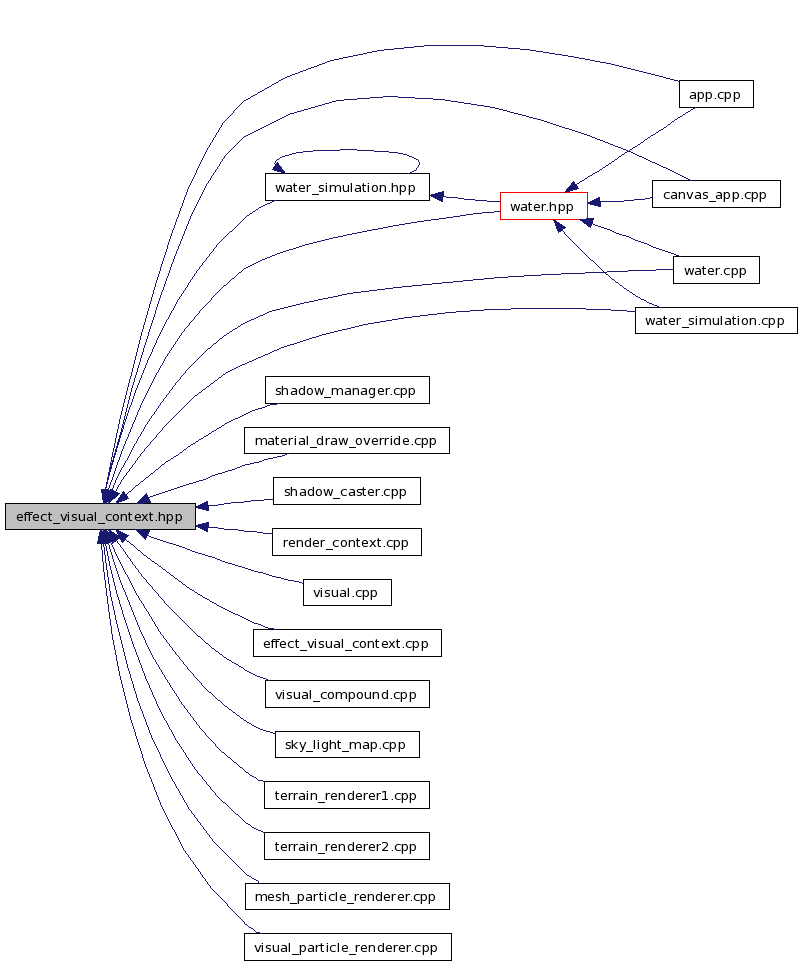 app.cpp
water_simulation.hpp
canvas_app.cpp
water.hpp
water.cpp
water_simulation.cpp
shadow_manager.cpp
material_draw_override.cpp
shadow_caster.cpp
effect_visual_context.hpp
render_context.cpp
visual.cpp
effect_visual_context.cpp
visual_compound.cpp
sky_light_map.cpp
terrain_renderer1.cpp
terrain_renderer2.cpp
mesh_particle_renderer.cpp
visual_particle_renderer.cpp